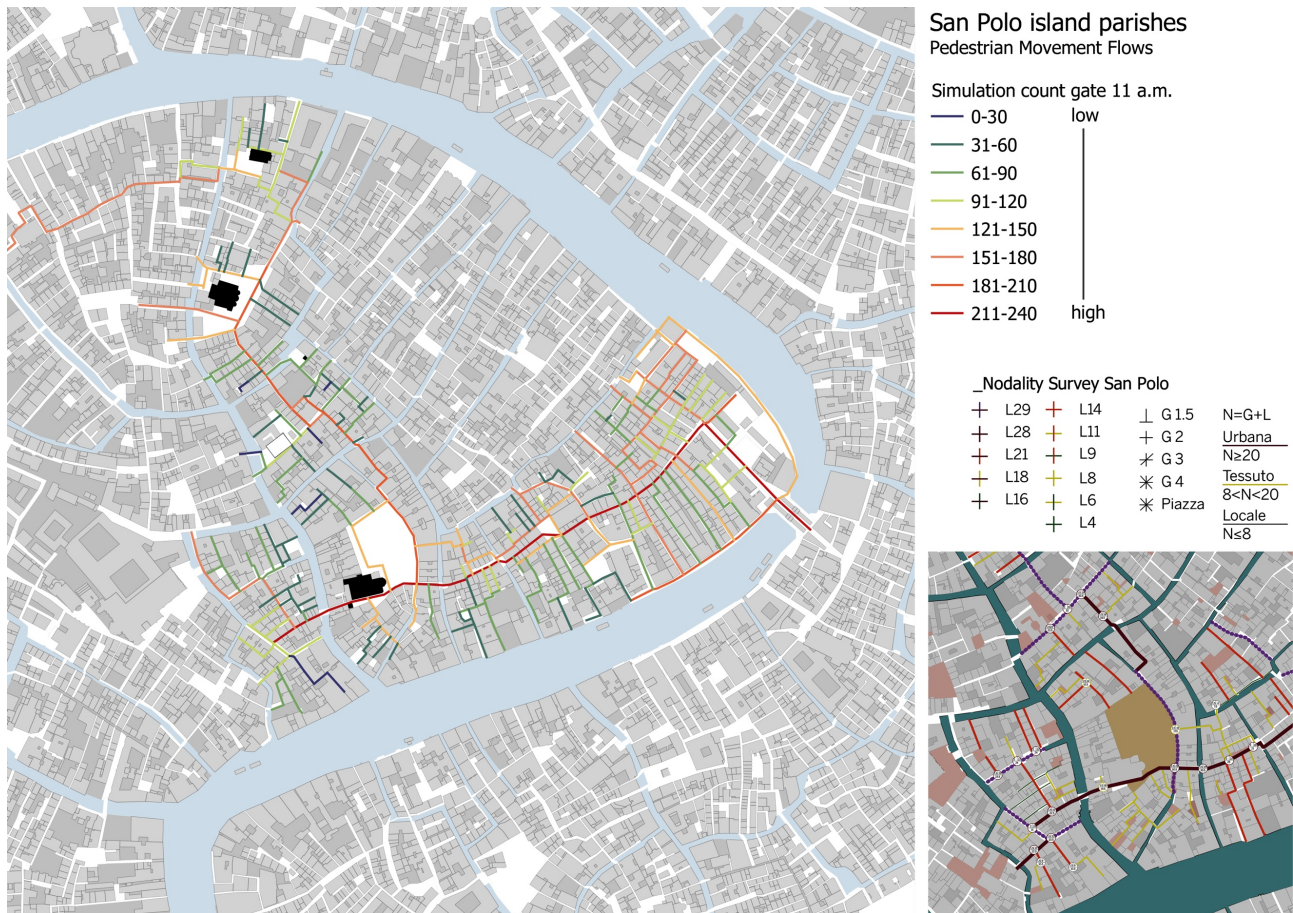 San Polo island parishes
Pedestrian Movement Flows
Simulation count gate 11 a.m.
0-30 low
31-60
61-90
91-120
121-150
151-180
181-210
211-240 high
_Nodality Survey San Polo
L29 L14 G 1.5 N=G+L
L28 L11 G 2 Urbana
L21 L9 G 3 N≥20
L18 L8 G 4 Tessuto
L16 L6 Piazza 8<N<20
L4 Locale
N≤8